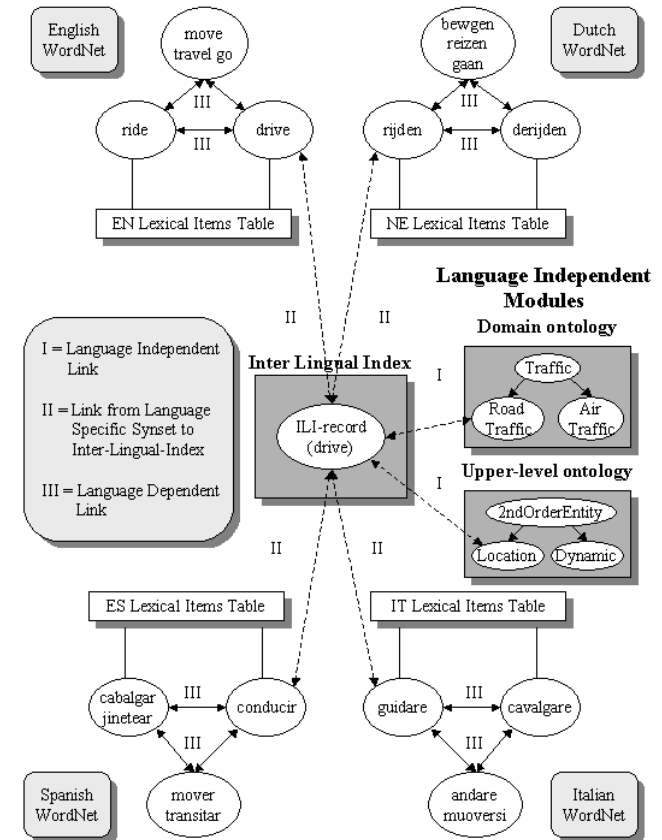 English
WordNet
move
travel go
III
ride
drive
III
EN Lexical Items Table
Dutch
WordNet
bewgen
reizen
gaan
III
rijden
derijden
III
NE Lexical Items Table
II
II
I = Language Independent
Link
II = Link from Language
Specific Synset to
Inter-Lingual-Index
III = Language Dependent
Link
Inter Lingual Index
ILI-record
(drive)
Language Independent
Modules
Domain ontology
I
Traffic
Road
Traffic
Air
Traffic
Upper-level ontology
I
2ndOrderEntity
Location
Dynamic
II
II
ES Lexical Items Table
cabalgar
jinetear
III
conducir
III
mover
transitar
Spanish
WordNet
IT Lexical Items Table
guidare
III
cavalgare
III
andare
muoversi
Italian
WordNet